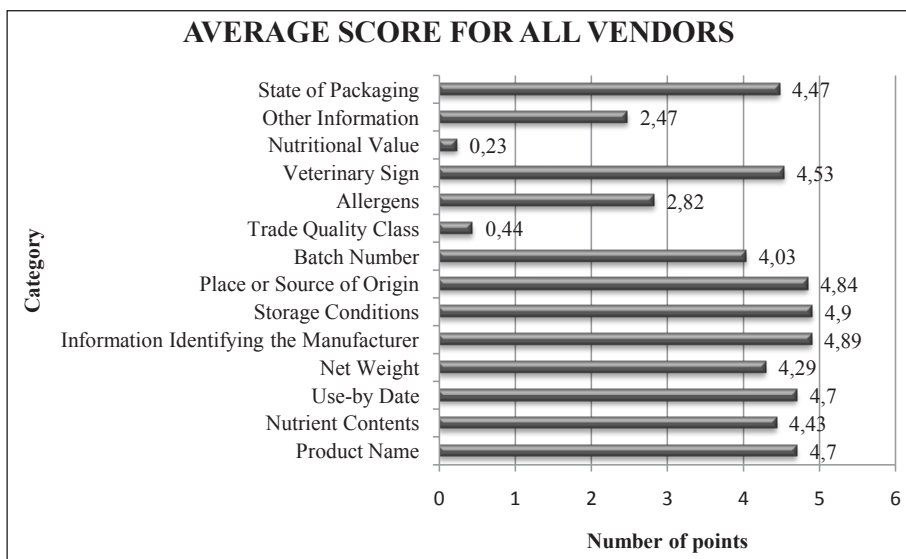 AVERAGE SCORE FOR ALL VENDORS
Category
State of Packaging 4,47
Other Information 2,47
Nutritional Value 0,23
Veterinary Sign 4,53
Allergens 2,82
Trade Quality Class 0,44
Batch Number 4,03
Place or Source of Origin 4,84
Storage Conditions 4,9
Information Identifying the Manufacturer 4,89
Net Weight 4,29
Use-by Date 4,7
Nutrient Contents 4,43
Product Name 4,7
0 1 2 3 4 5 6
Number of points